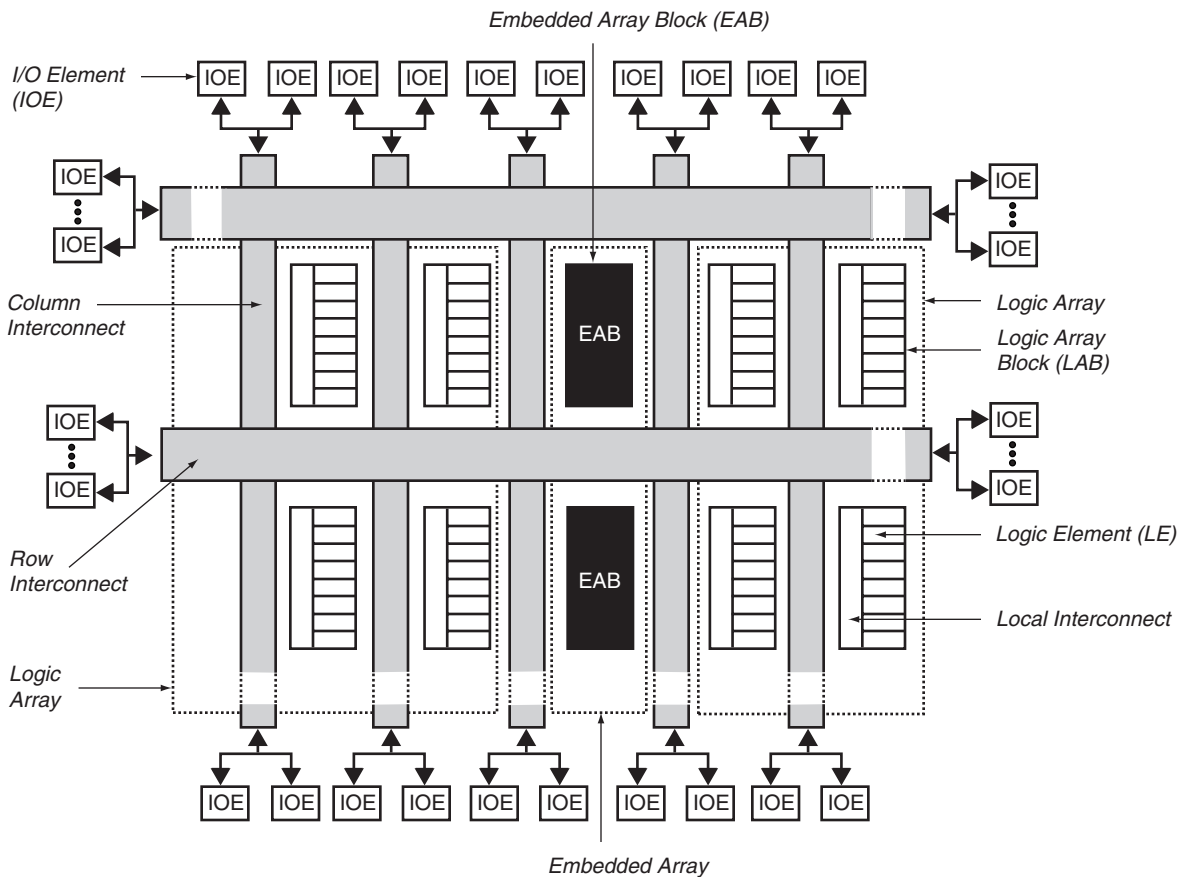 Embedded Array Block (EAB)
I/O Element
(IOE)
IOE IOE IOE IOE IOE IOE IOE IOE IOE IOE
IOE
IOE
IOE
IOE
Column
Interconnect
EAB
Logic Array
Logic Array
Block (LAB)
IOE
IOE
IOE
IOE
Row
Interconnect
EAB
Logic Element (LE)
Local Interconnect
Logic
Array
IOE IOE IOE IOE IOE IOE IOE IOE IOE IOE
Embedded Array